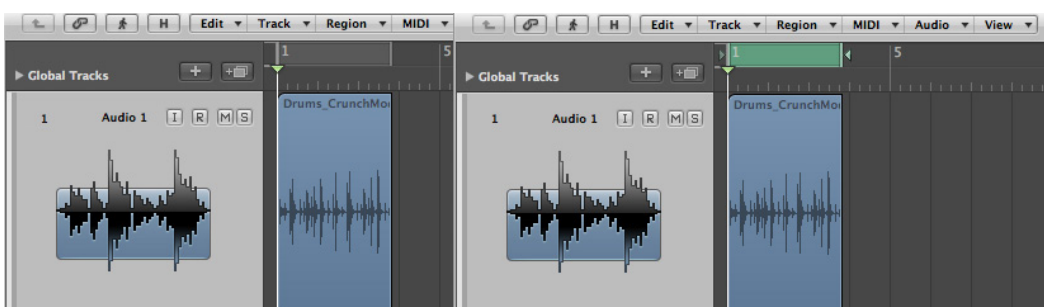 H Edit Track Region MIDI
1 5
Global Tracks + +
Drums_CrunchMo
1 Audio 1 I R M S
H Edit Track Region MIDI Audio View
1 5
Global Tracks + +
Drums_CrunchMo
1 Audio 1 I R M S